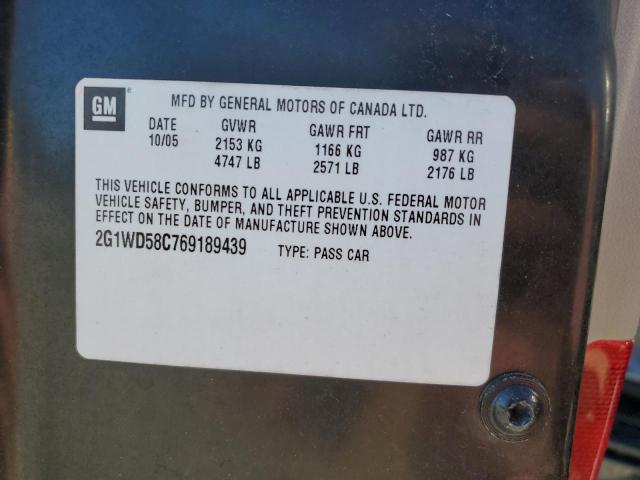 GM ®
MFD BY GENERAL MOTORS OF CANADA LTD.
DATE GVWR GAWR FRT GAWR RR
10/05 2153 KG 1166 KG 987 KG
4747 LB 2571 LB 2176 LB
THIS VEHICLE CONFORMS TO ALL APPLICABLE U.S. FEDERAL MOTOR
VEHICLE SAFETY, BUMPER, AND THEFT PREVENTION STANDARDS IN
EFFECT ON THE DATE OF MANUFACTURE SHOWN ABOVE.
2G1WD58C769189439 TYPE: PASS CAR